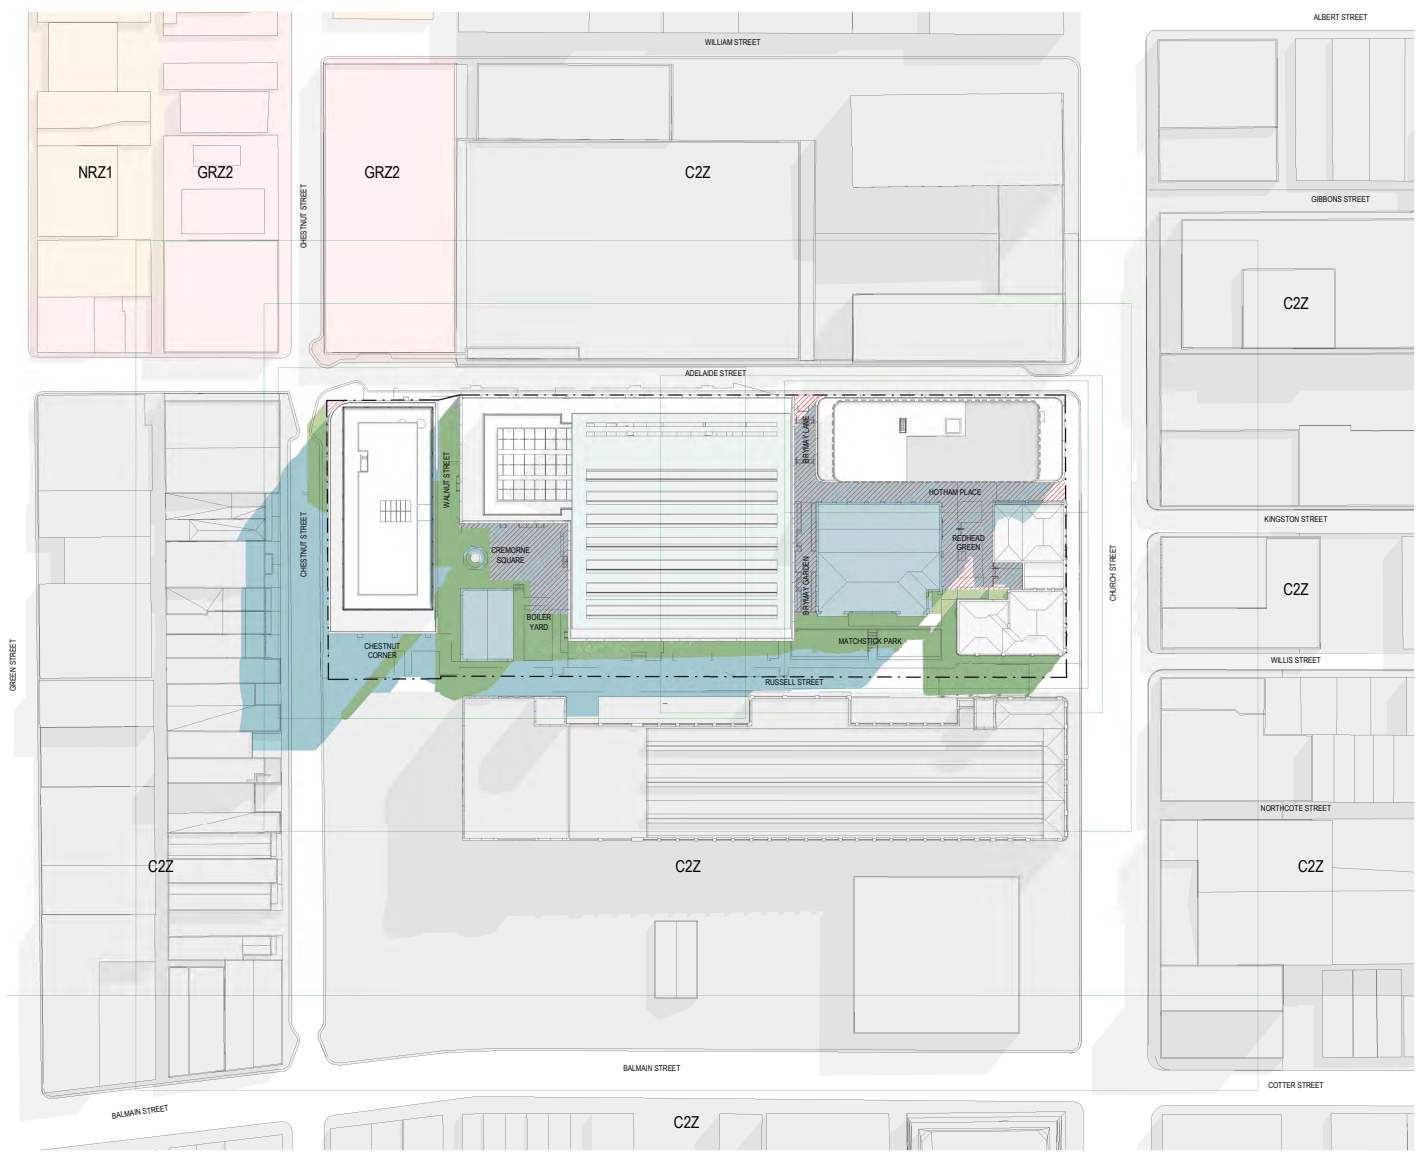 ALBERT STREET
WILLIAM STREET
NRZ1
GRZ2
GRZ2
C2Z
GIBBONS STREET
CHESTNUT STREET
C2Z
ADELAIDE STREET
BRYMAY LANE
WALNUT STREET
HOTHAM PLACE
KINGSTON STREET
CHESTNUT STREET
CREMORNE
SQUARE
REDHEAD
GREEN
CHURCH STREET
BRYMAY GARDEN
C2Z
BOILER
YARD
MATCHSTICK PARK
CHESTNUT
CORNER
GREEN STREET
WILLIS STREET
RUSSELL STREET
NORTHCOTE STREET
C2Z
C2Z
C2Z
BALMAIN STREET
COTTER STREET
BALMAIN STREET
C2Z